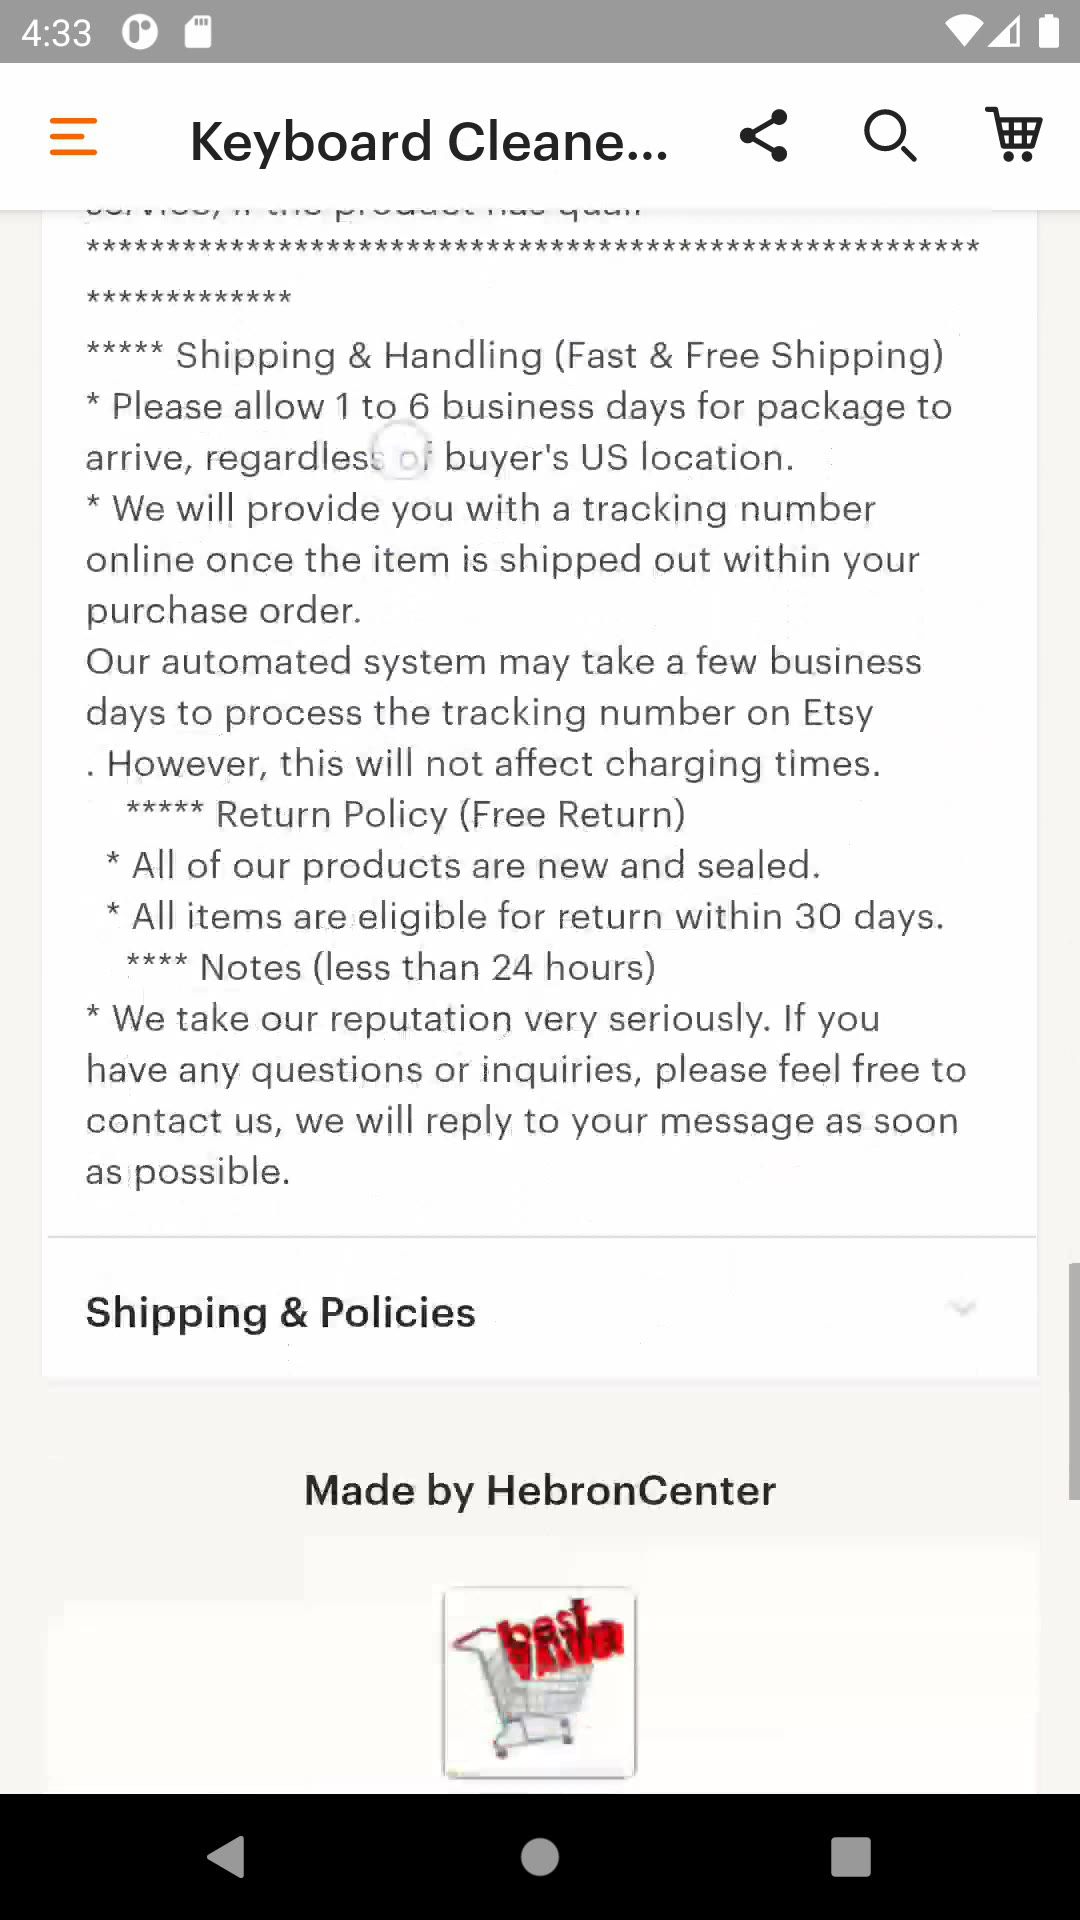 4:33
Keyboard Cleane...
service, if the product has
********************************************************
*************
***** Shipping & Handling (Fast & Free Shipping)
* Please allow 1 to 6 business days for package to
arrive, regardless of buyer's US location.
* We will provide you with a tracking number
online once the item is shipped out within your
purchase order.
Our automated system may take a few business
days to process the tracking number on Etsy
. However, this will not affect charging times.
***** Return Policy (Free Return)
* All of our products are new and sealed.
* All items are eligible for return within 30 days.
**** Notes (less than 24 hours)
* We take our reputation very seriously. If you
have any questions or inquiries, please feel free to
contact us, we will reply to your message as soon
as possible.
Shipping & Policies
Made by HebronCenter
best
VALUE